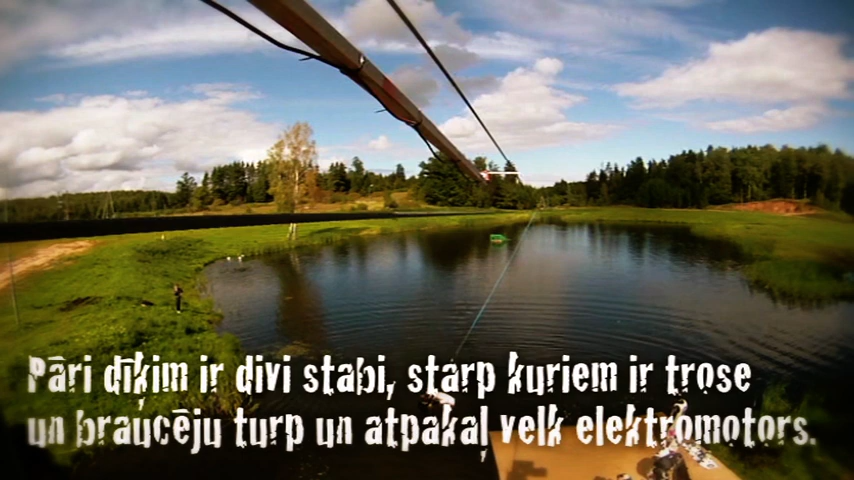 Pāri dīķim ir divi stabi, starp kuriem ir trose
un braucēju turp un atpakaļ velk elektromotors.